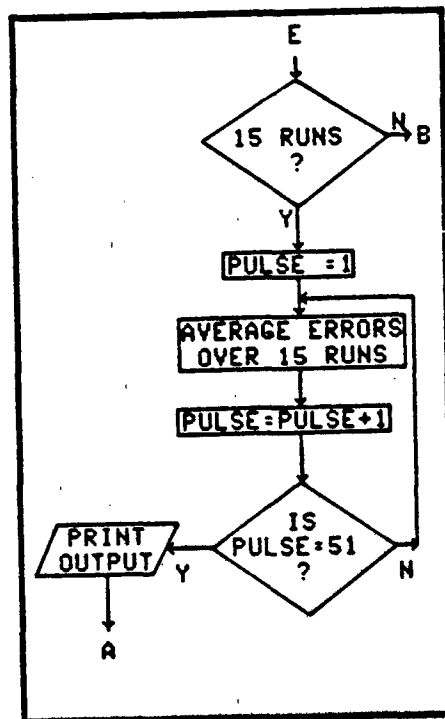 E
15 RUNS
?
N
B
Y
PULSE =1
AVERAGE ERRORS
OVER 15 RUNS
PULSE=PULSE+1
IS
PULSE=51
?
N
Y
PRINT
OUTPUT
A